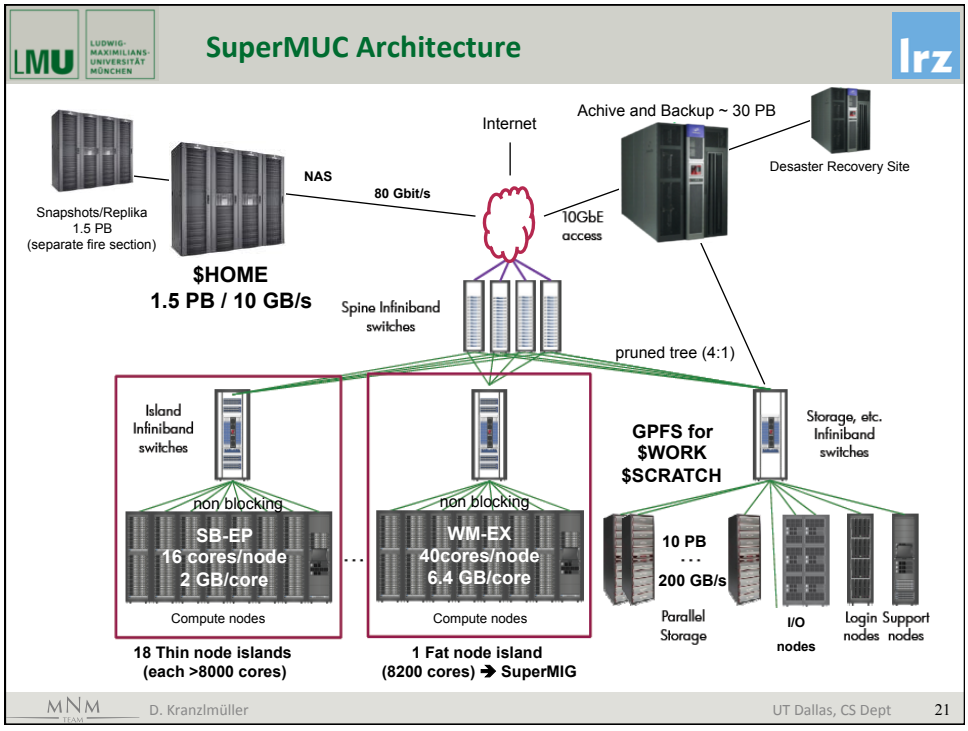 LMU
LUDWIG-
MAXIMILIANS-
UNIVERSITÄT
MÜNCHEN
SuperMUC Architecture
lrz
Internet
Achive and Backup ~ 30 PB
Desaster Recovery Site
NAS
80 Gbit/s
10GbE
access
Snapshots/Replika
1.5 PB
(separate fire section)
$HOME
1.5 PB / 10 GB/s
Spine Infiniband
switches
pruned tree (4:1)
Island
Infiniband
switches
GPFS for
$WORK
$SCRATCH
Storage, etc.
Infiniband
switches
non blocking
SB-EP
16 cores/node
2 GB/core
Compute nodes
...
non blocking
WM-EX
40cores/node
6.4 GB/core
Compute nodes
10 PB
...
200 GB/s
Parallel
Storage
I/O
nodes
Login
nodes
Support
nodes
18 Thin node islands
(each >8000 cores)
1 Fat node island
(8200 cores) ➔ SuperMIG
MNM
TEAM
D. Kranzlmüller
UT Dallas, CS Dept
21